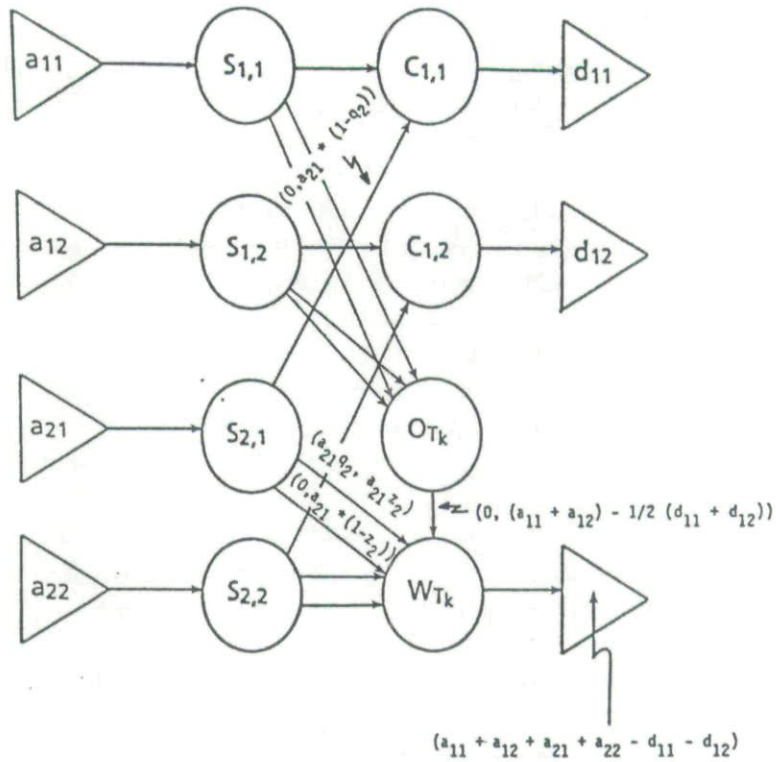 a11 S1,1 C1,1 d11
(0,a21 * (1-q2))
a12 S1,2 C1,2 d12
a21 S2,1 OTk
(a21q2, a21z2)
(0,a21 *(1-z2))
(0, (a11 + a12) - 1/2 (d11 + d12))
a22 S2,2 WTk
(a11 + a12 + a21 + a22 - d11 - d12)